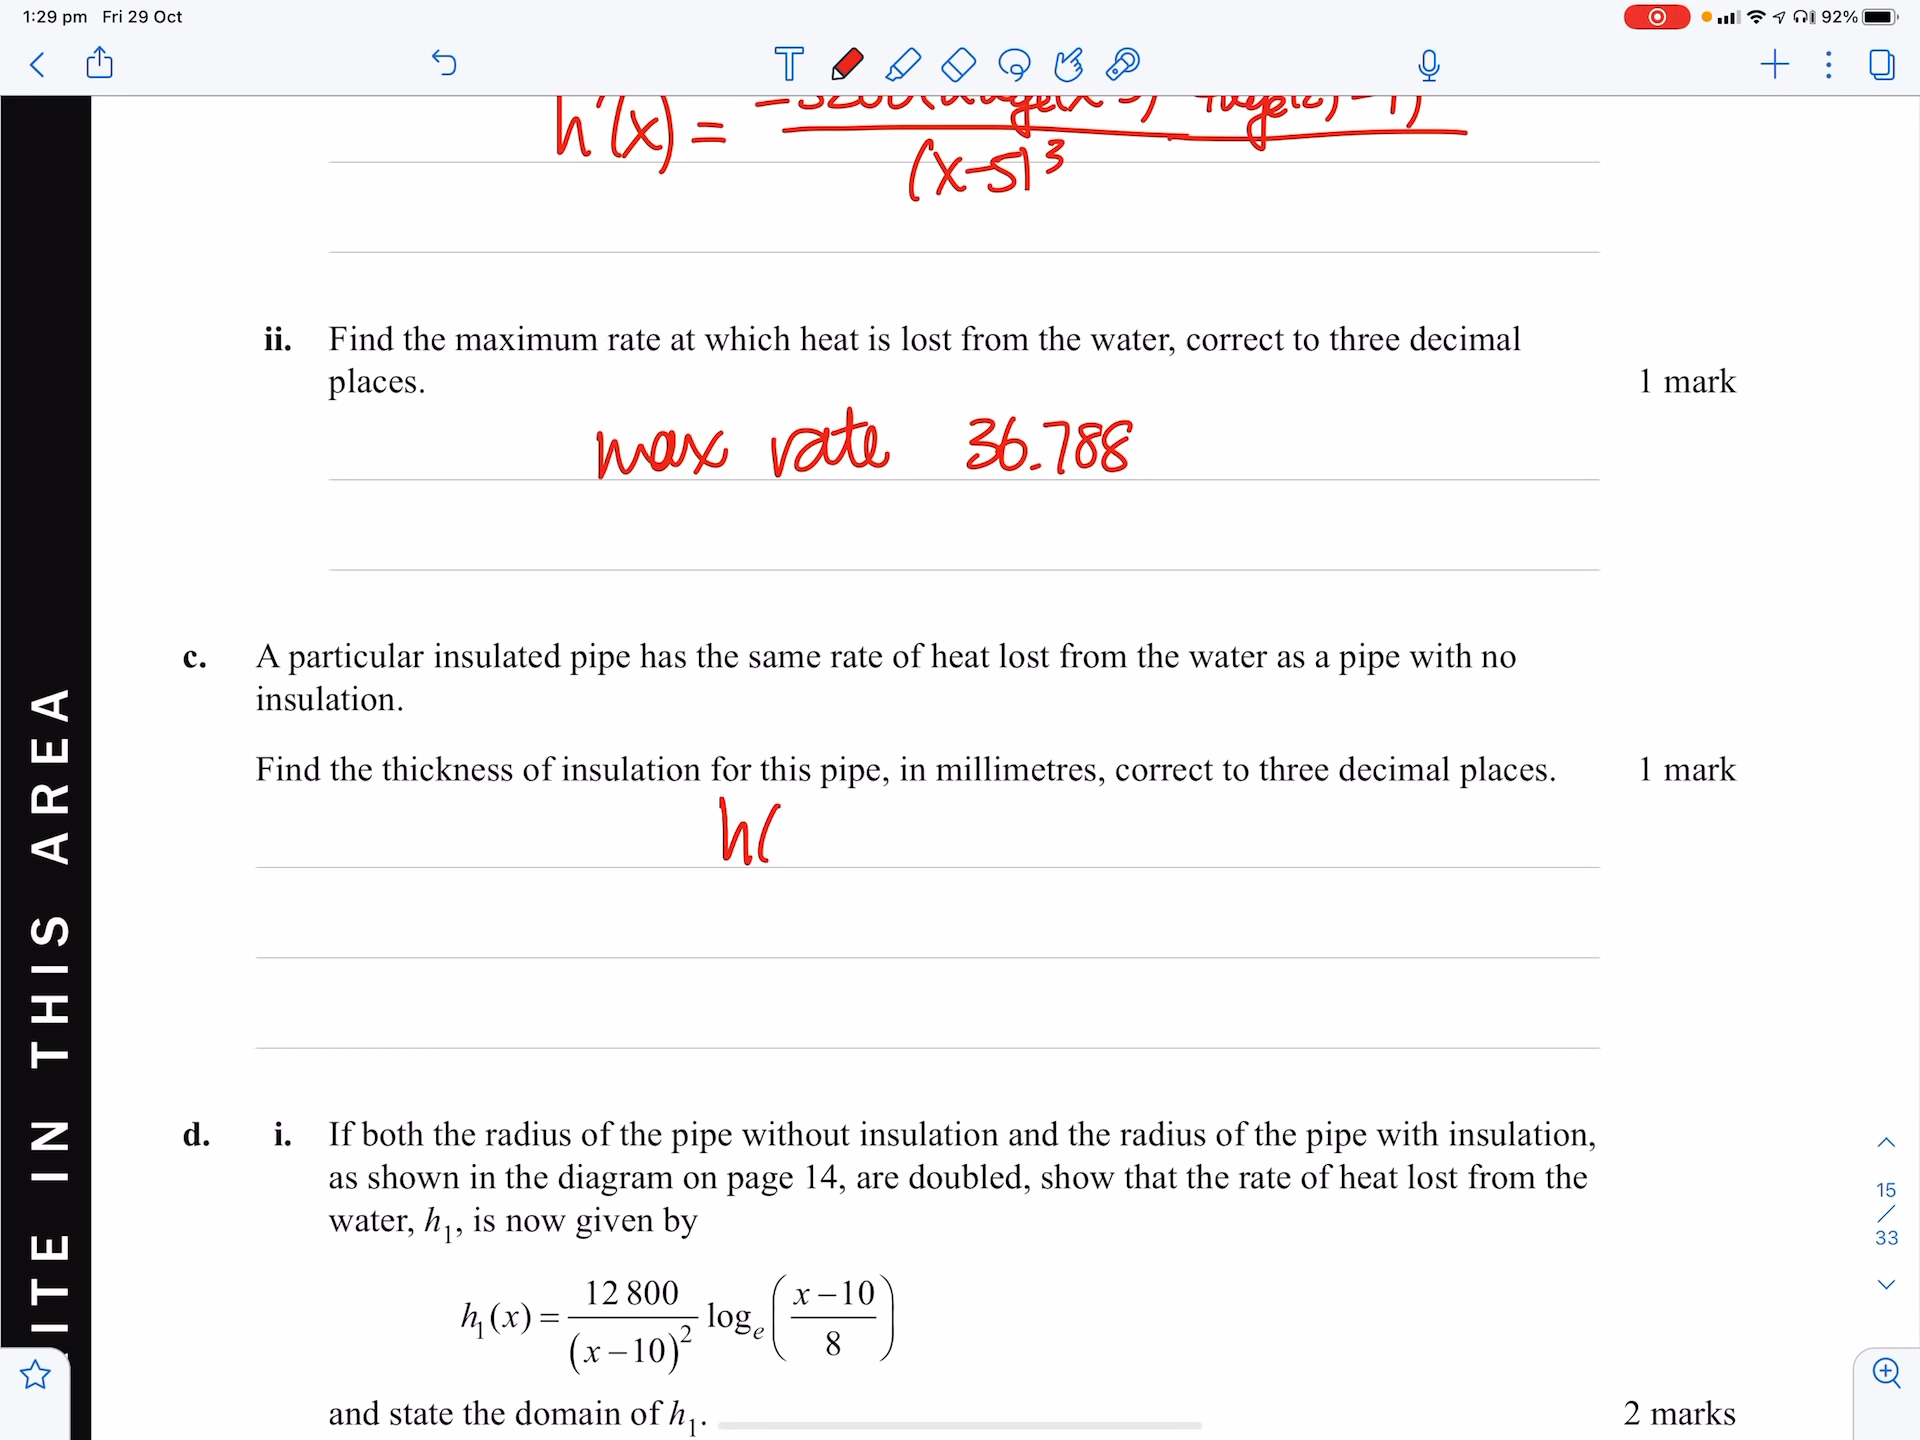 1:29 pm Fri 29 Oct
92%
h'(x) =
(x-5)³
ii. Find the maximum rate at which heat is lost from the water, correct to three decimal
places.
1 mark
max rate 36.788
c. A particular insulated pipe has the same rate of heat lost from the water as a pipe with no
insulation.
Find the thickness of insulation for this pipe, in millimetres, correct to three decimal places.
1 mark
h(
d. i. If both the radius of the pipe without insulation and the radius of the pipe with insulation,
as shown in the diagram on page 14, are doubled, show that the rate of heat lost from the
water, h₁, is now given by
h₁(x) = 12 800/(x−10)² logₑ((x−10)/8)
and state the domain of h₁.
2 marks
ITE IN THIS AREA
15
/
33